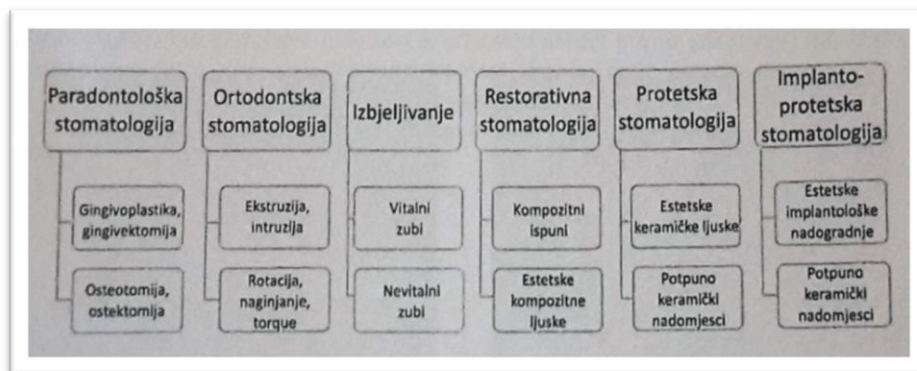 Paradontološka
stomatologija
Gingivoplastika,
gingivektomija
Osteotomija,
ostektomija
Ortodontska
stomatologija
Ekstruzija,
intruzija
Rotacija,
naginjanje,
torque
Izbjeljivanje
Vitalni
zubi
Nevitalni
zubi
Restorativna
stomatologija
Kompozitni
ispuni
Estetske
kompozitne
ljuske
Protetska
stomatologija
Estetske
keramičke ljuske
Potpuno
keramički
nadomjesci
Implanto-
protetska
stomatologija
Estetske
implantološke
nadogradnje
Potpuno
keramički
nadomjesci